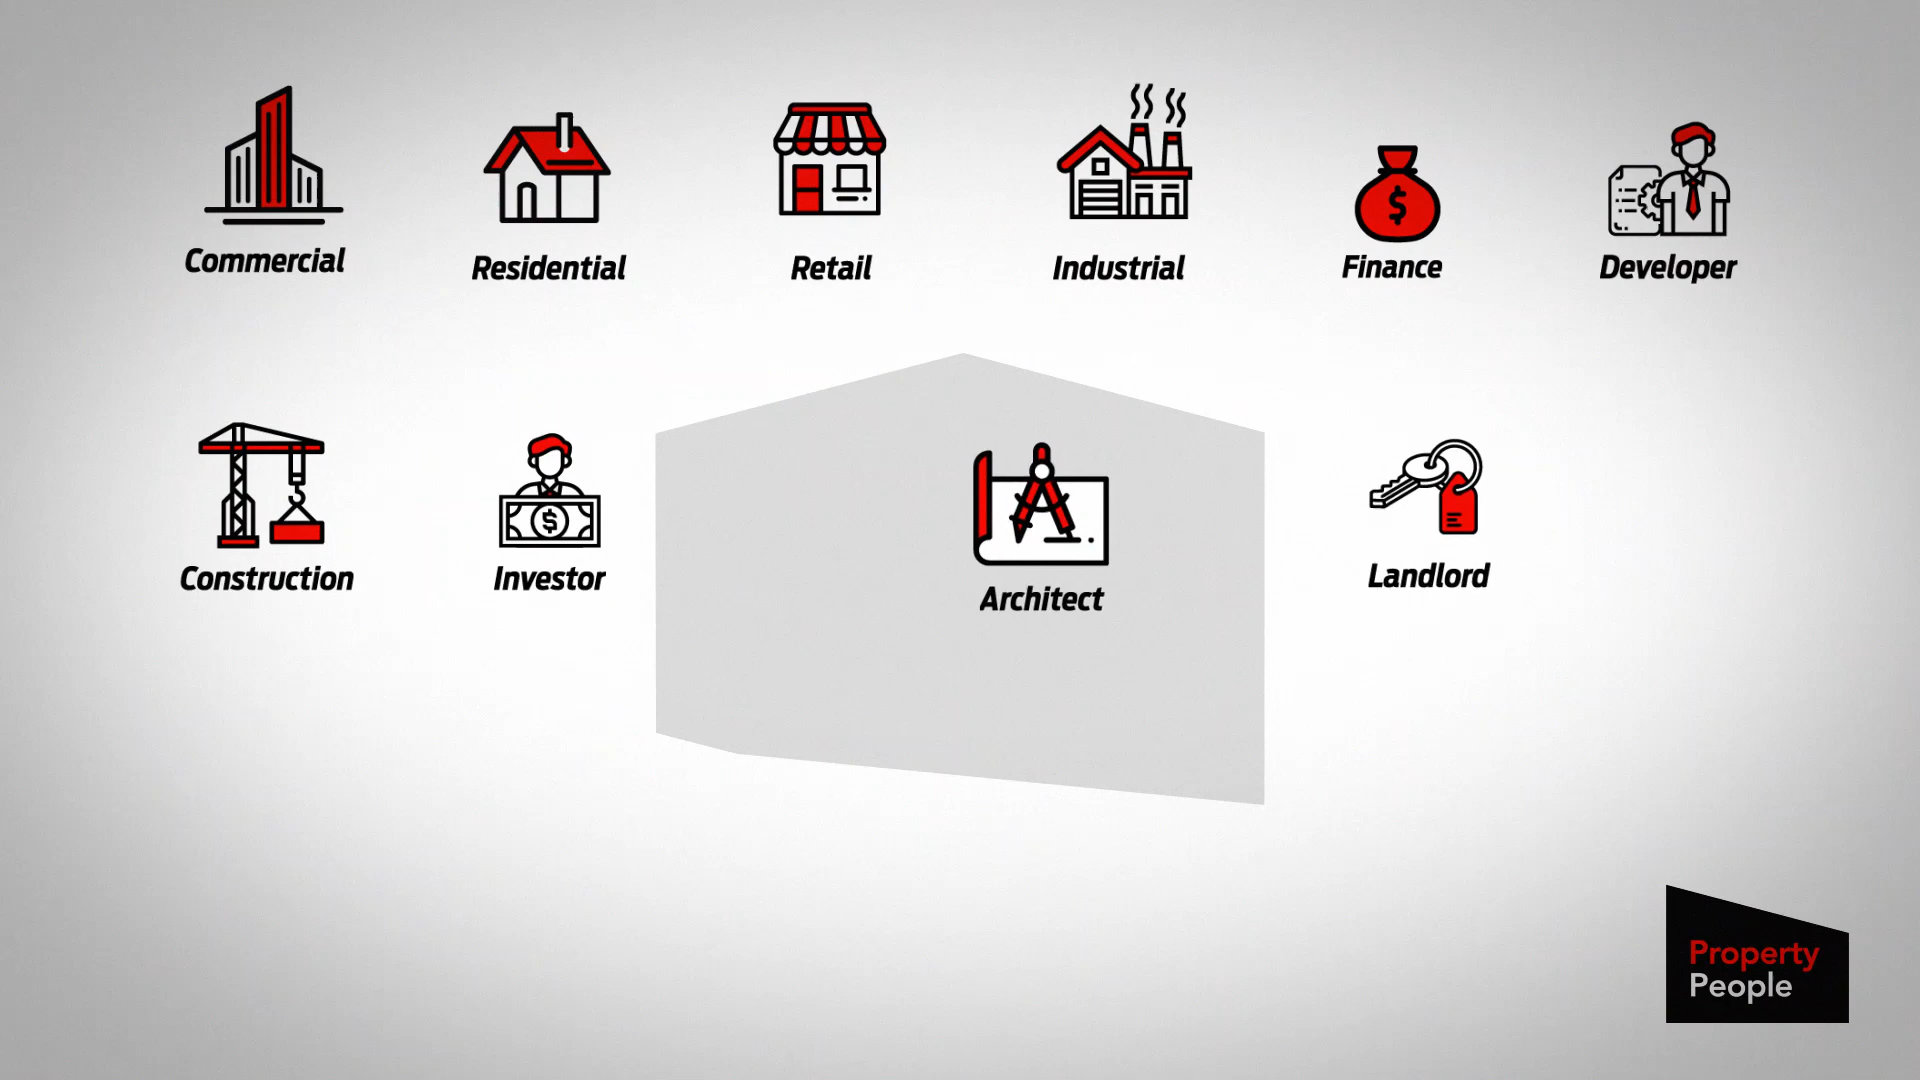 Commercial
Residential
Retail
Industrial
Finance
Developer
Construction
Investor
Architect
Landlord
$
$
Property
People